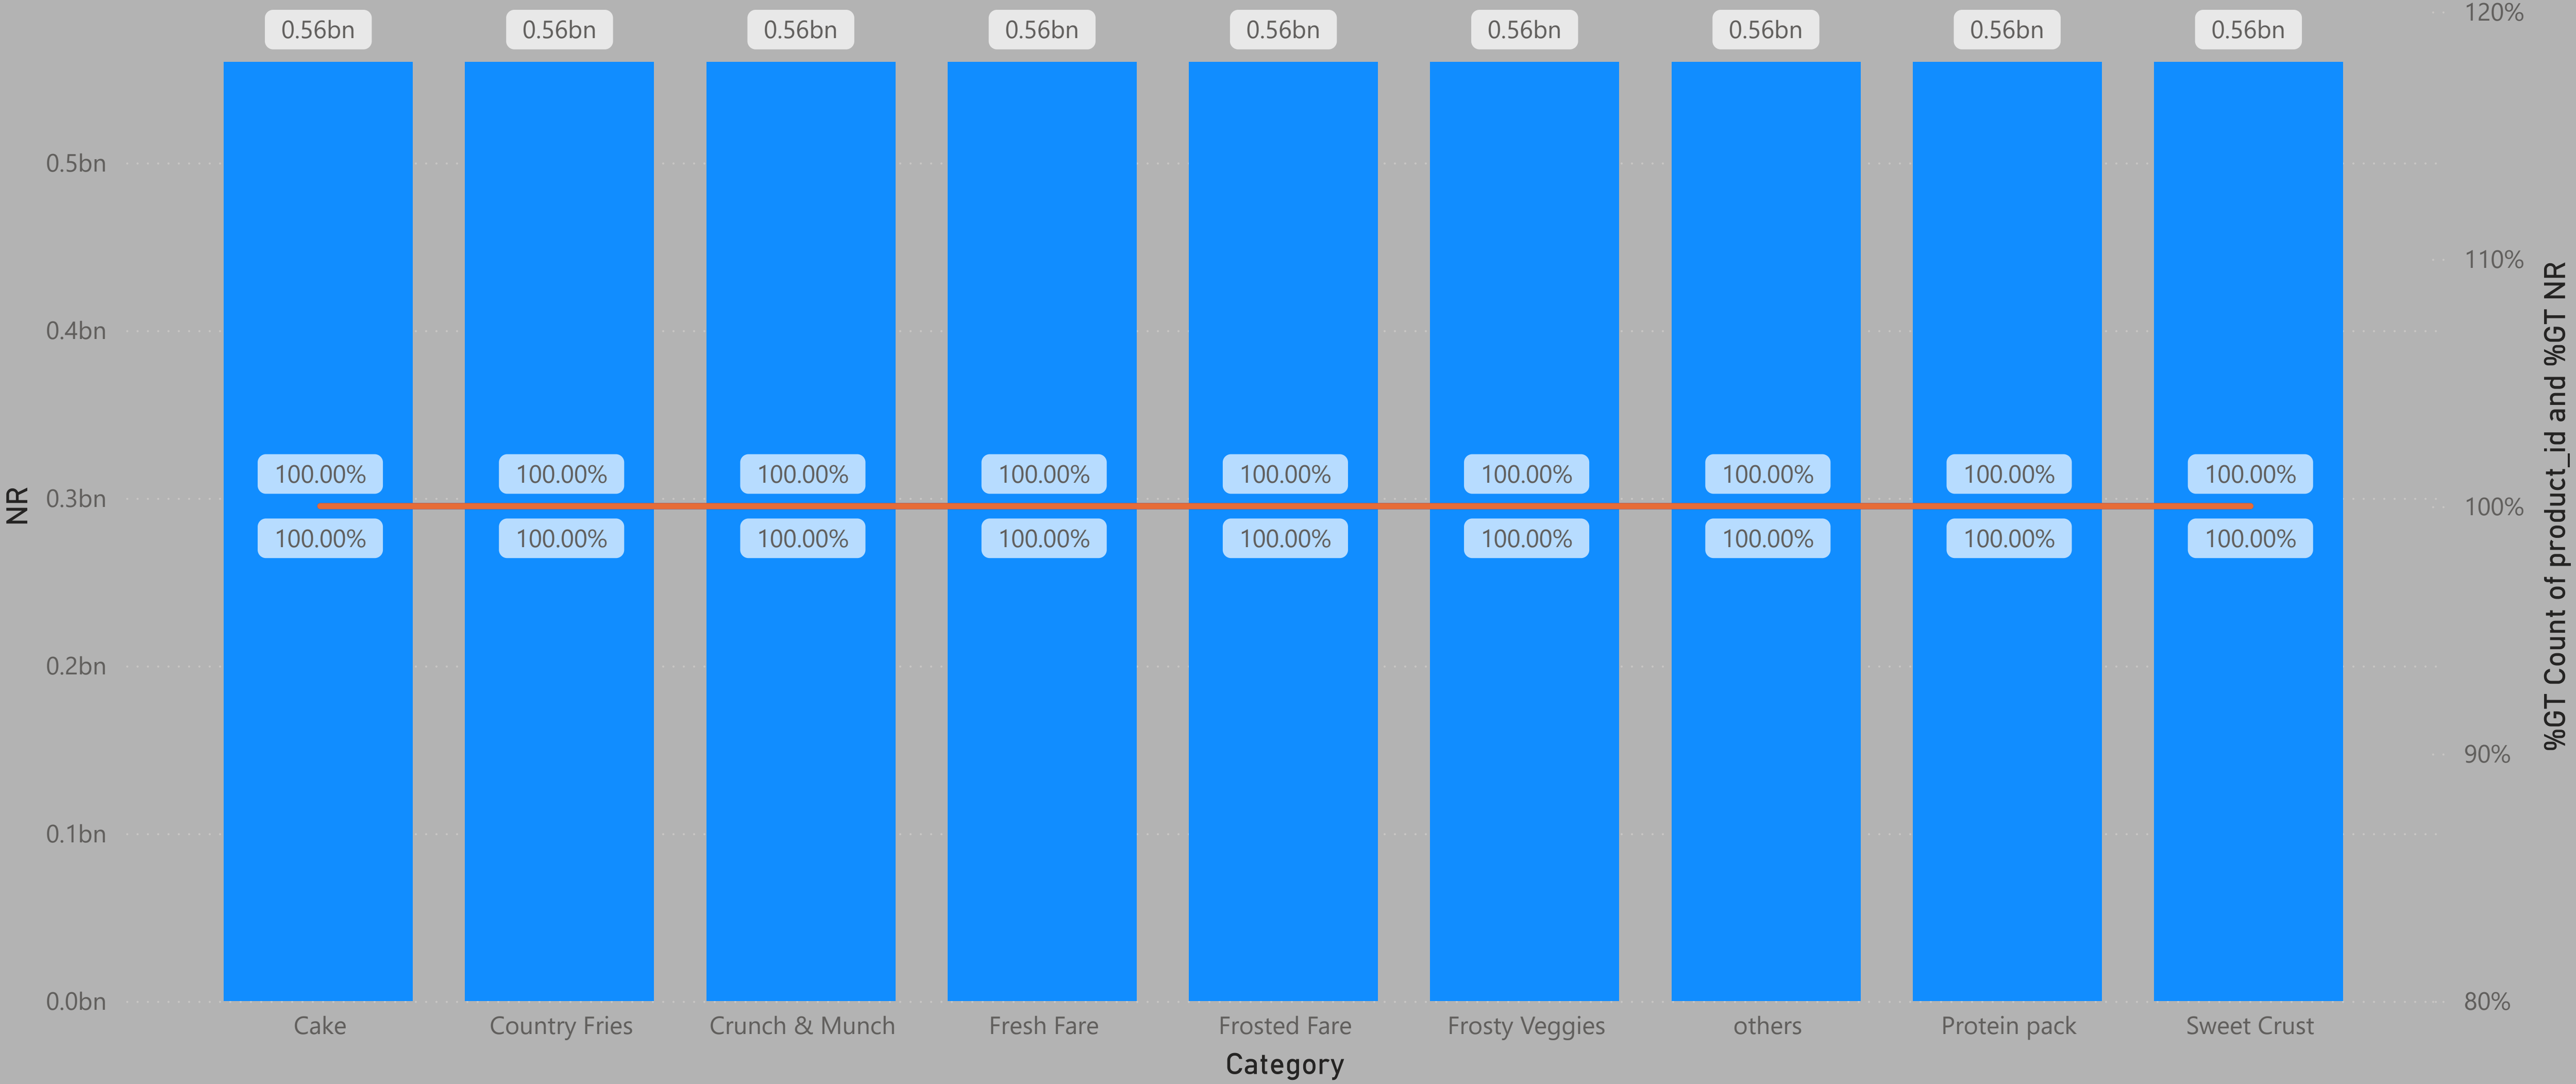 0.56bn 0.56bn 0.56bn 0.56bn 0.56bn 0.56bn 0.56bn 0.56bn 0.56bn
120%
0.5bn
110%
0.4bn
100.00% 100.00% 100.00% 100.00% 100.00% 100.00% 100.00% 100.00% 100.00%
0.3bn
100%
100.00% 100.00% 100.00% 100.00% 100.00% 100.00% 100.00% 100.00% 100.00%
0.2bn
90%
0.1bn
0.0bn
80%
NR
%GT Count of product_id and %GT NR
Cake Country Fries Crunch & Munch Fresh Fare Frosted Fare Frosty Veggies others Protein pack Sweet Crust
Category